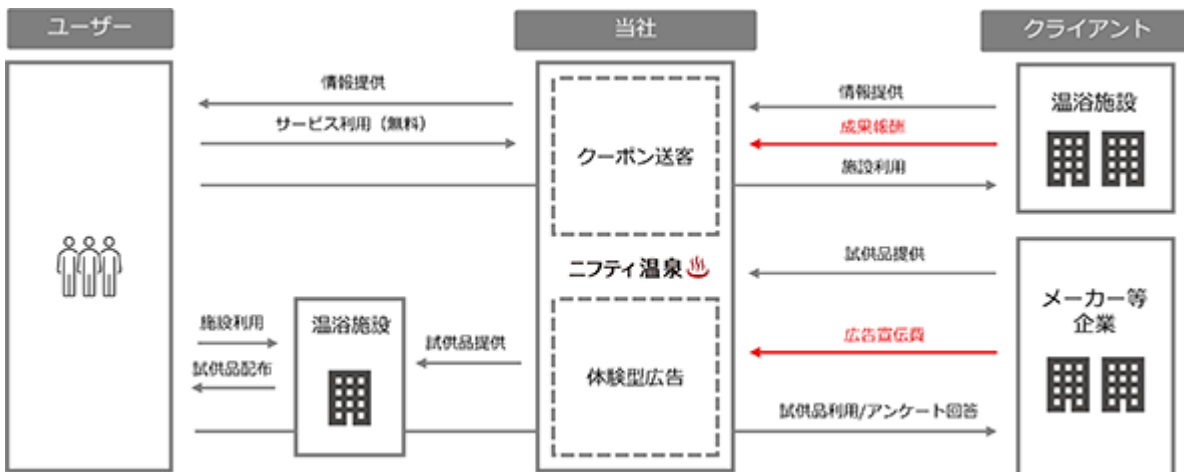 ユーザー
当社
クライアント
情報提供
サービス利用（無料）
クーポン送客
情報提供
成果報酬
施設利用
温浴施設
ニフティ温泉
施設利用
試供品配布
温浴施設
試供品提供
体験型広告
試供品提供
広告宣伝費
試供品利用/アンケート回答
メーカー等
企業